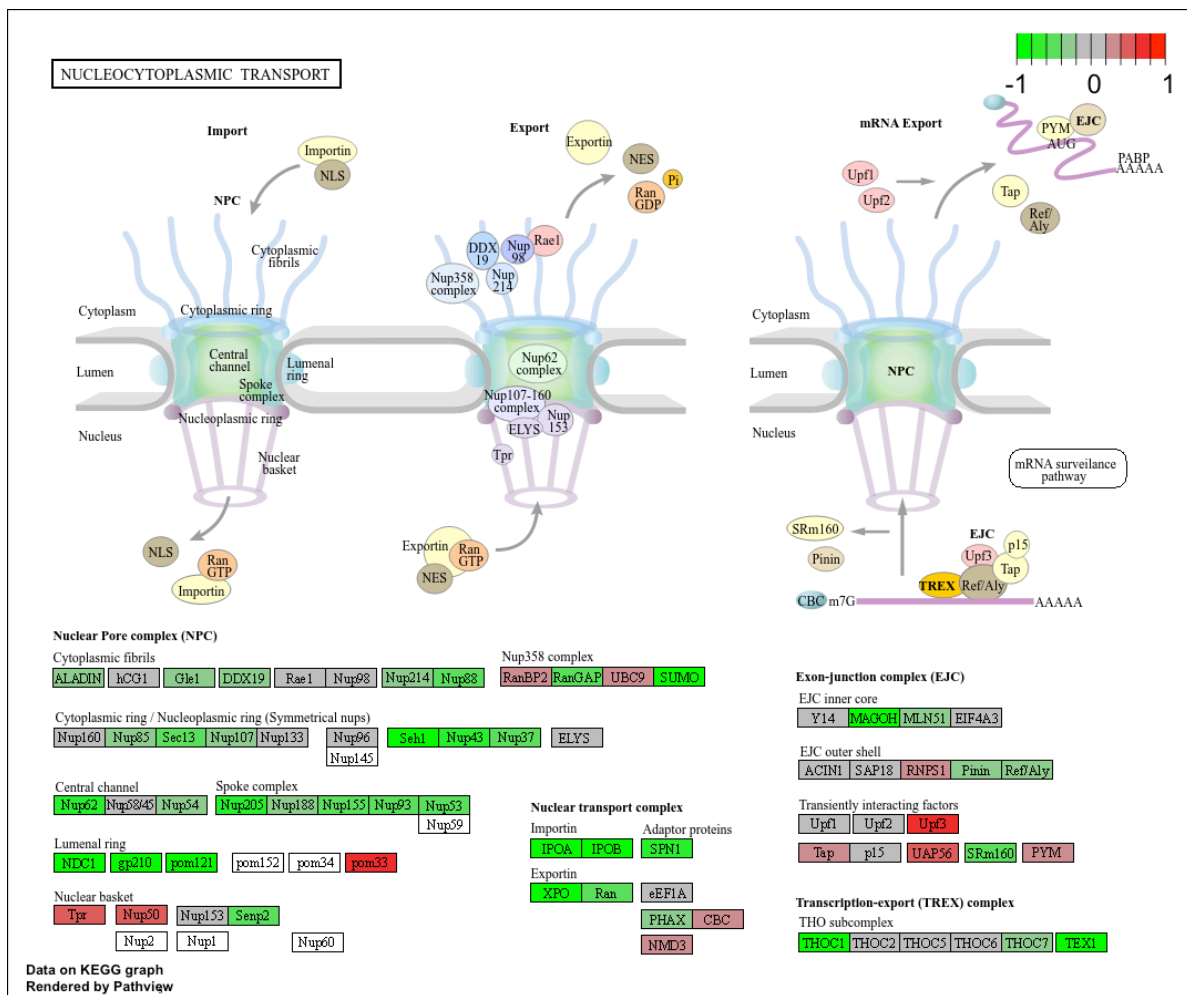 NUCLEOCYTOPLASMIC TRANSPORT
-1
0
1
Import
Importin
NLS
NPC
Cytoplasmic
fibrils
Cytoplasm
Cytoplasmic ring
Central
channel
Lumenal
ring
Lumen
Spoke
complex
Nucleoplasmic ring
Nucleus
Nuclear
basket
NLS
Ran
GTP
Importin
Export
Exportin
NES
Pi
Ran
GDP
DDX
19
Nup
98
Rae1
Nup358
complex
Nup
214
Nup62
complex
Nup107-160
complex
Nup
153
ELYS
Tpr
Exportin
Ran
GTP
NES
mRNA Export
PYM
EJC
AUG
PABP
AAAAA
Upf1
Upf2
Tap
Ref/
Aly
Cytoplasm
Lumen
NPC
Nucleus
mRNA surveilance
pathway
SRm160
Pinin
EJC
p15
Upf3
Tap
TREX
Ref/Aly
CBC
m7G
AAAAA
Nuclear Pore complex (NPC)
Cytoplasmic fibrils
ALADIN hCG1 Gle1 DDX19 Rae1 Nup98 Nup214 Nup88
Nup358 complex
RanBP2 RanGAP UBC9 SUMO
Cytoplasmic ring / Nucleoplasmic ring (Symmetrical nups)
Nup160 Nup85 Sec13 Nup107 Nup133 Nup96 Seh1 Nup43 Nup37 ELYS
Nup145
Central channel
Nup62 Nup58/45 Nup54
Spoke complex
Nup205 Nup188 Nup155 Nup93 Nup53
Nup59
Lumenal ring
NDC1 gp210 pom121 pom152 pom34 pom33
Nuclear basket
Tpr Nup50 Nup153 Senp2
Nup2 Nup1 Nup60
Nuclear transport complex
Importin
IPOA IPOB
Adaptor proteins
SPN1
Exportin
XPO Ran
eEF1A
PHAX CBC
NMD3
Exon-junction complex (EJC)
EJC inner core
Y14 MAGOH MLN51 EIF4A3
EJC outer shell
ACIN1 SAP18 RNPS1 Pinin Ref/Aly
Transiently interacting factors
Upf1 Upf2 Upf3
Tap p15 UAP56 SRm160 PYM
Transcription-export (TREX) complex
THO subcomplex
THOC1 THOC2 THOC5 THOC6 THOC7 TEX1
Data on KEGG graph
Rendered by Pathview